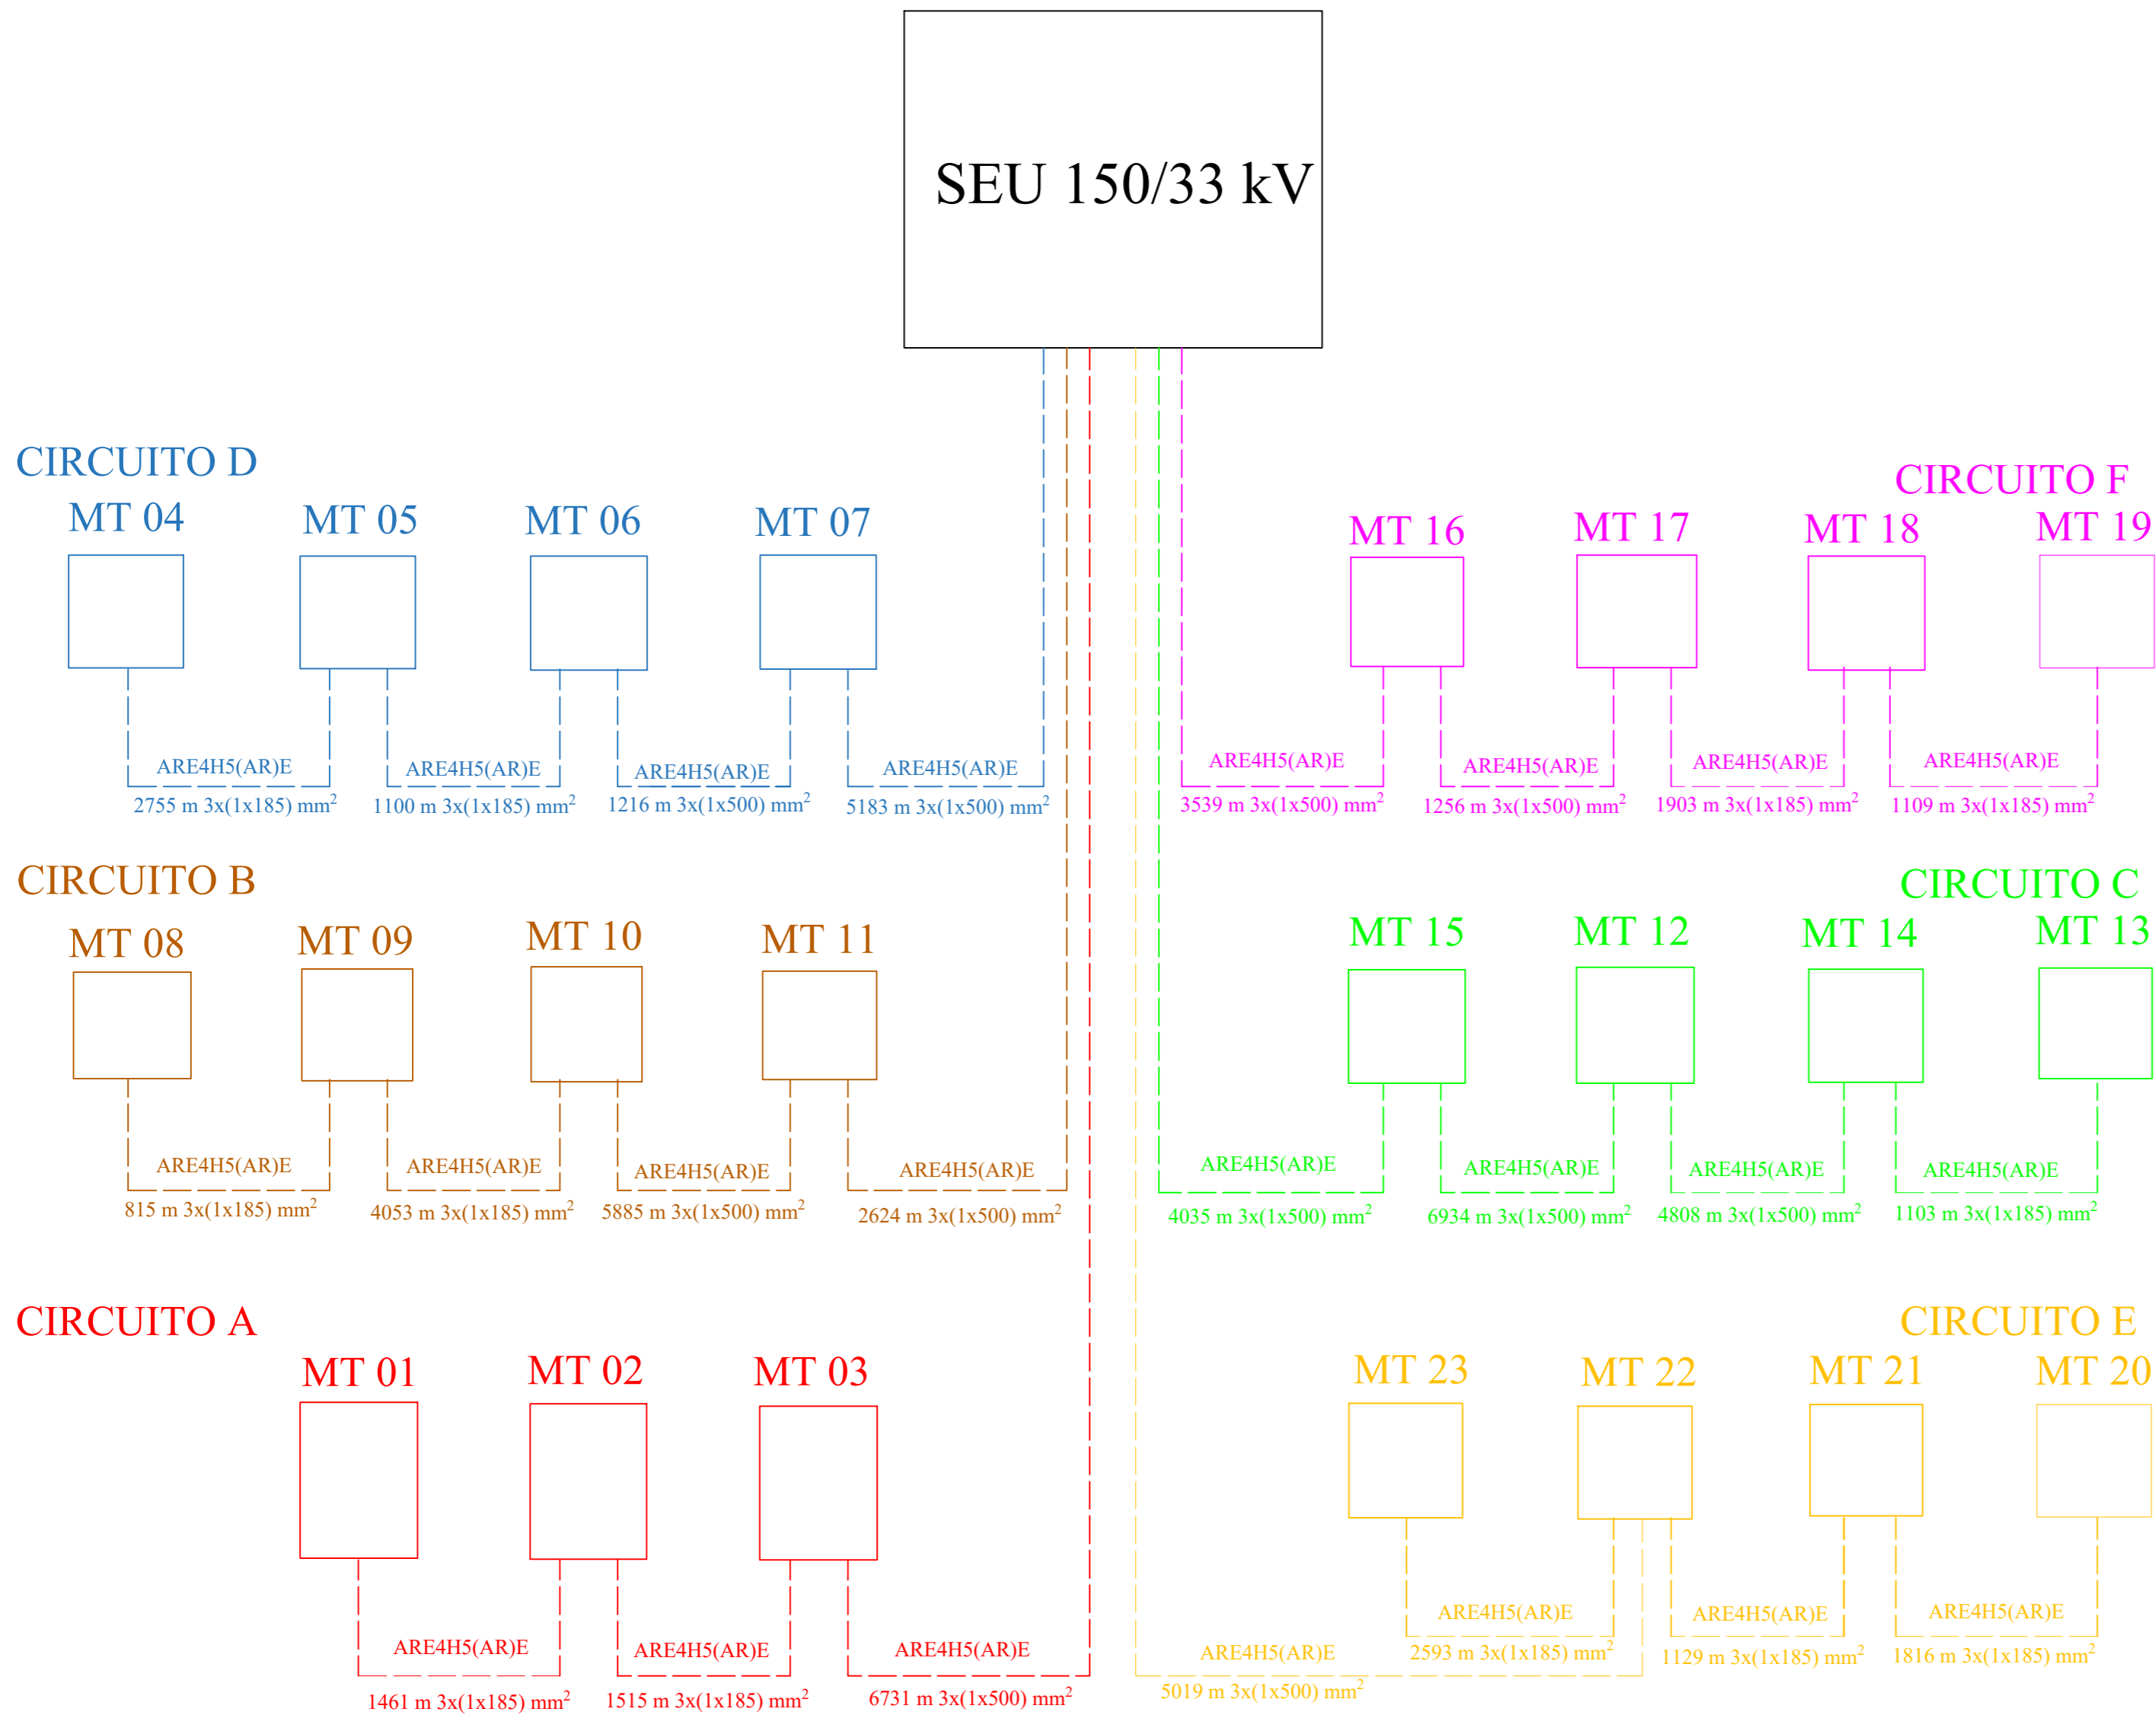 SEU 150/33 kV
CIRCUITO D
MT 04
MT 05
MT 06
MT 07
ARE4H5(AR)E
ARE4H5(AR)E
ARE4H5(AR)E
ARE4H5(AR)E
2755 m 3x(1x185) mm²
1100 m 3x(1x185) mm²
1216 m 3x(1x500) mm²
5183 m 3x(1x500) mm²
CIRCUITO F
MT 16
MT 17
MT 18
MT 19
ARE4H5(AR)E
ARE4H5(AR)E
ARE4H5(AR)E
ARE4H5(AR)E
3539 m 3x(1x500) mm²
1256 m 3x(1x500) mm²
1903 m 3x(1x185) mm²
1109 m 3x(1x185) mm²
CIRCUITO B
MT 08
MT 09
MT 10
MT 11
ARE4H5(AR)E
ARE4H5(AR)E
ARE4H5(AR)E
ARE4H5(AR)E
815 m 3x(1x185) mm²
4053 m 3x(1x185) mm²
5885 m 3x(1x500) mm²
2624 m 3x(1x500) mm²
CIRCUITO C
MT 15
MT 12
MT 14
MT 13
ARE4H5(AR)E
ARE4H5(AR)E
ARE4H5(AR)E
ARE4H5(AR)E
4035 m 3x(1x500) mm²
6934 m 3x(1x500) mm²
4808 m 3x(1x500) mm²
1103 m 3x(1x185) mm²
CIRCUITO A
MT 01
MT 02
MT 03
ARE4H5(AR)E
ARE4H5(AR)E
ARE4H5(AR)E
1461 m 3x(1x185) mm²
1515 m 3x(1x185) mm²
6731 m 3x(1x500) mm²
CIRCUITO E
MT 23
MT 22
MT 21
MT 20
ARE4H5(AR)E
ARE4H5(AR)E
ARE4H5(AR)E
ARE4H5(AR)E
5019 m 3x(1x500) mm²
2593 m 3x(1x185) mm²
1129 m 3x(1x185) mm²
1816 m 3x(1x185) mm²